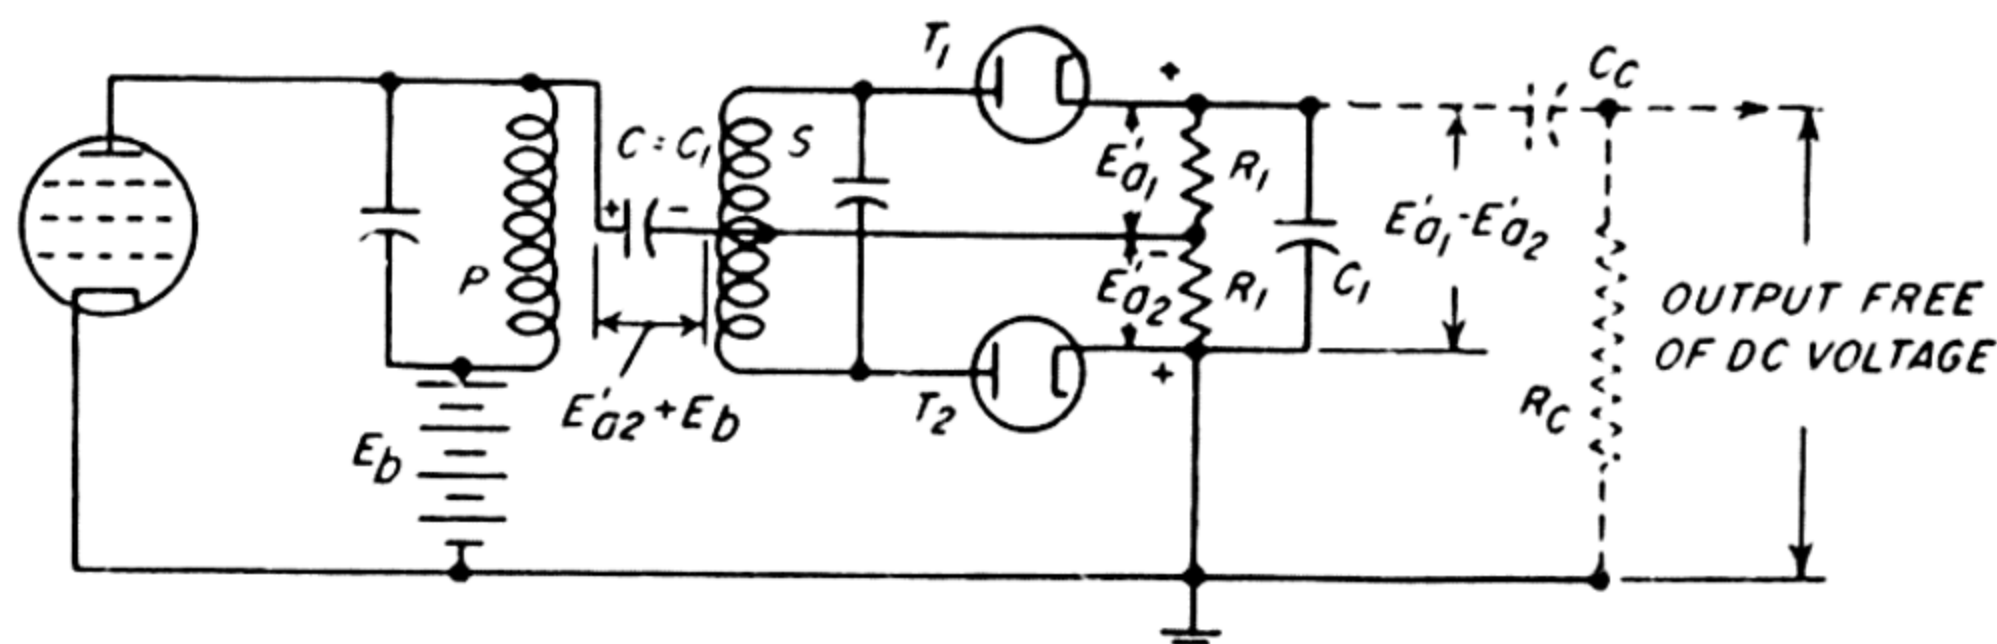 T1
CC
+
C = C1
S
E'a1
R1
+ -
E'a1 - E'a2
-
P
E'a2
R1
C1
OUTPUT FREE
OF DC VOLTAGE
+
E'a2 + Eb
T2
RC
Eb